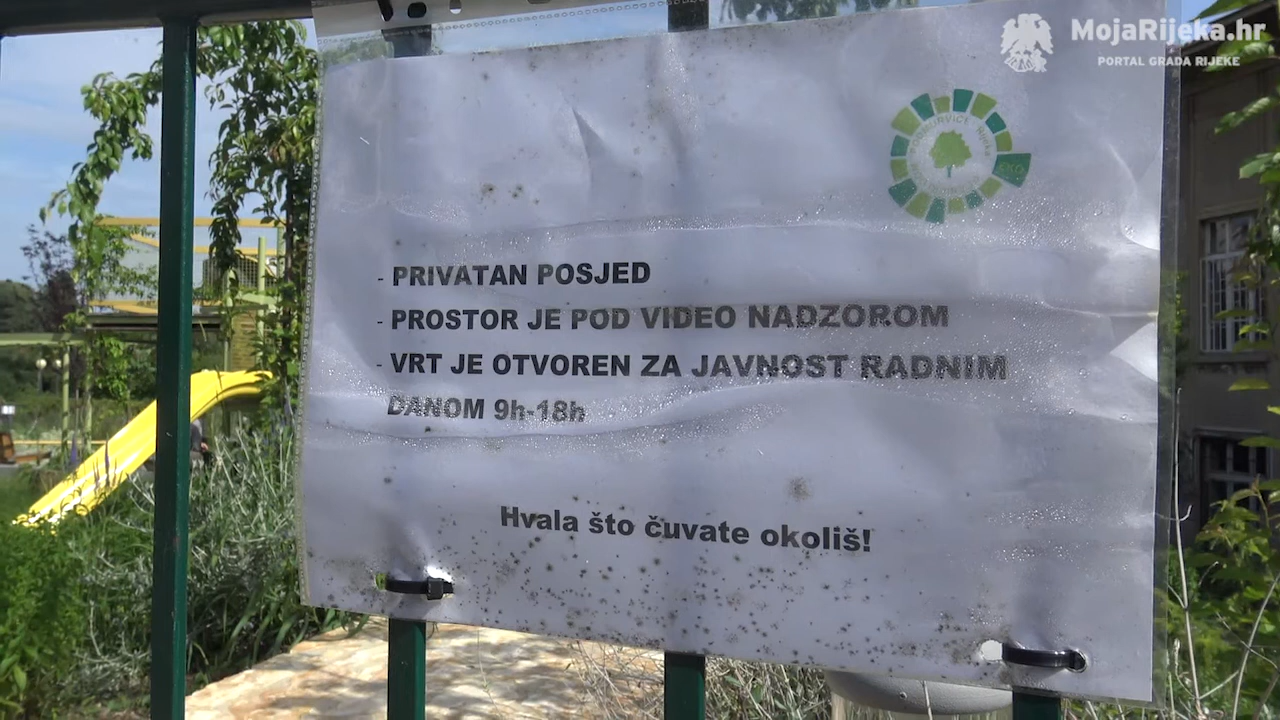 MojaRijeka.hr
PORTAL GRADA RIJEKE
eko
- PRIVATAN POSJED
- PROSTOR JE POD VIDEO NADZOROM
- VRT JE OTVOREN ZA JAVNOST RADNIM
DANOM 9h-18h
Hvala što čuvate okoliš!